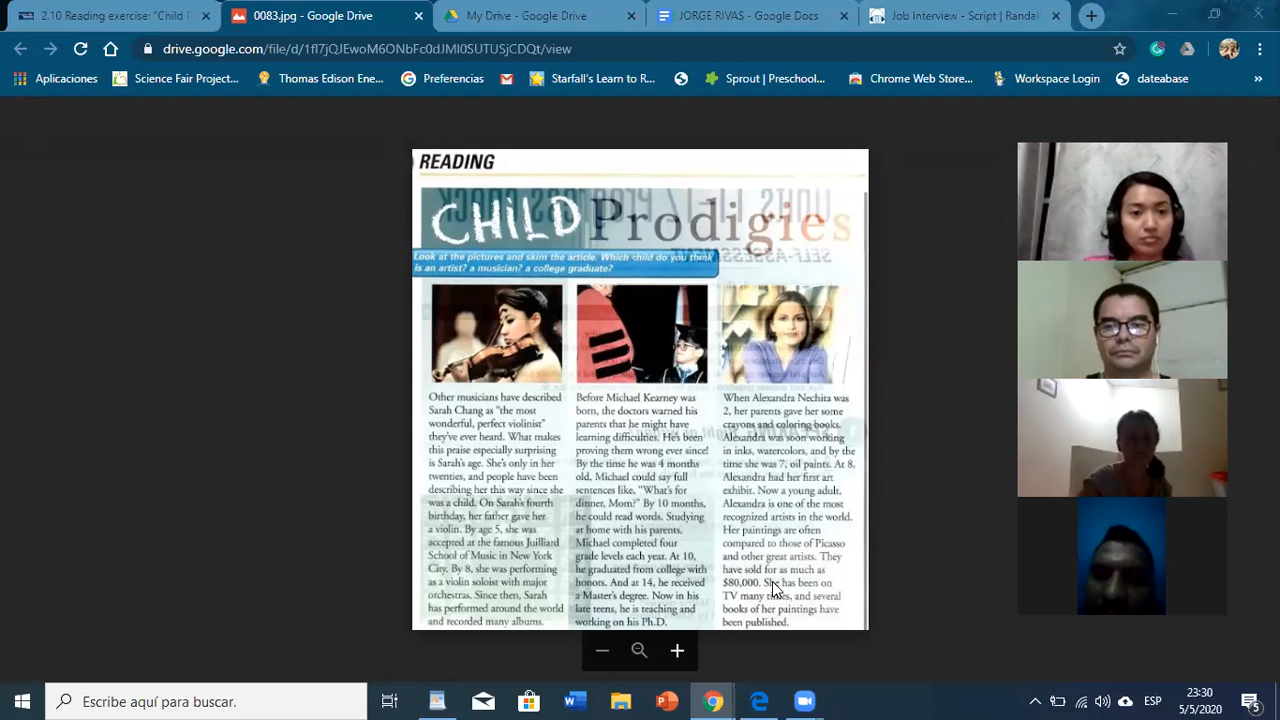 2.10 Reading exercise: "Child P
0083.jpg - Google Drive
My Drive - Google Drive
JORGE RIVAS - Google Docs
Job Interview - Script | Randal
drive.google.com/file/d/1fI7jQJEwoM6ONbFc0dJMI0SUTUSjCDQt/view
Aplicaciones
Science Fair Project...
Thomas Edison Ene...
Preferencias
Starfall's Learn to R...
Sprout | Preschool...
Chrome Web Store...
Workspace Login
dateabase
»
READING
CHILD Prodigies
Look at the pictures and skim the article. Which child do you think
is an artist? a musician? a college graduate?
Other musicians have described
Sarah Chang as "the most
wonderful, perfect violinist"
they've ever heard. What makes
this praise especially surprising
is Sarah's age. She's only in her
twenties, and people have been
describing her this way since she
was a child. On Sarah's fourth
birthday, her father gave her
a violin. By age 5, she was
accepted at the famous Juilliard
School of Music in New York
City. By 8, she was performing
as a violin soloist with major
orchestras. Since then, Sarah
has performed around the world
and recorded many albums.
Before Michael Kearney was
born, the doctors warned his
parents that he might have
learning difficulties. He's been
proving them wrong ever since!
By the time he was 4 months
old, Michael could say full
sentences like, "What's for
dinner, Mom?" By 10 months,
he could read words. Studying
at home with his parents,
Michael completed four
grade levels each year. At 10,
he graduated from college with
honors. And at 14, he received
a Master's degree. Now in his
late teens, he is teaching and
working on his Ph.D.
When Alexandra Nechita was
2, her parents gave her some
crayons and coloring books.
Alexandra was soon working
in inks, watercolors, and by the
time she was 7, oil paints. At 8,
Alexandra had her first art
exhibit. Now a young adult,
Alexandra is one of the most
recognized artists in the world.
Her paintings are often
compared to those of Picasso
and other great artists. They
have sold for as much as
$80,000. She has been on
TV many times, and several
books of her paintings have
been published.
Escribe aquí para buscar.
ESP
23:30
5/5/2020
5